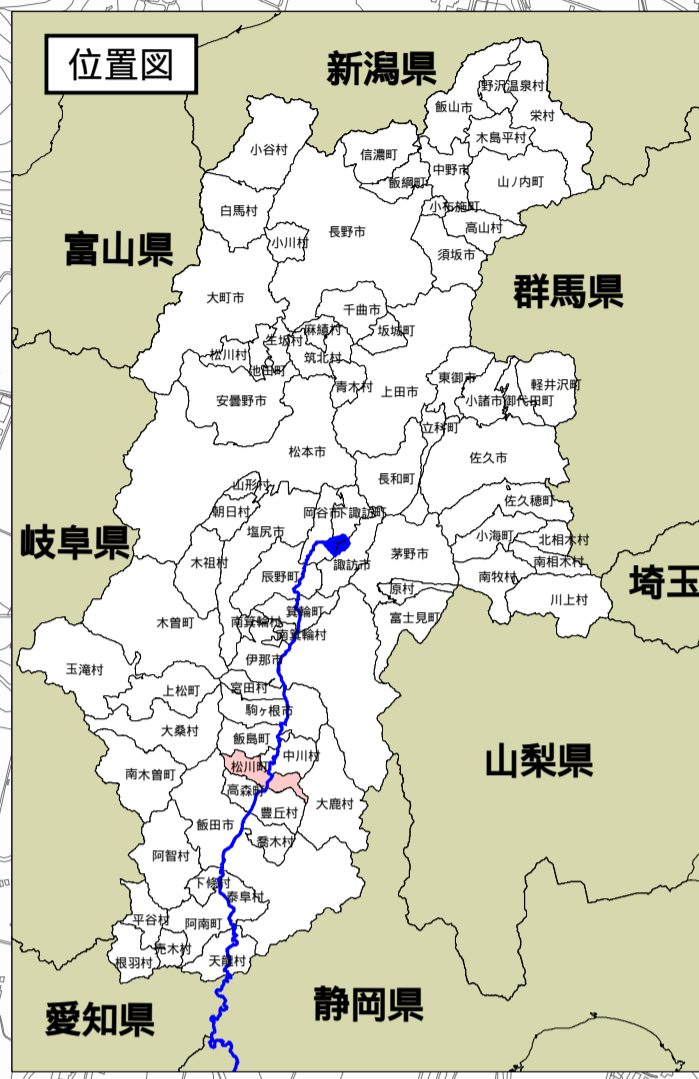 位置図
新潟県
野沢温泉村
飯山市
栄村
木島平村
小谷村
信濃町
中野市
飯綱町
山ノ内町
白馬村
小布施町
高山村
長野市
小川村
須坂市
富山県
群馬県
大町市
千曲市
麻績村
坂城町
生坂村
松川村
筑北村
池田町
東御市
軽井沢町
青木村
上田市
安曇野市
小諸市
御代田町
立科町
松本市
佐久市
長和町
山形村
佐久穂町
朝日村
岡谷市
下諏訪町
塩尻市
小海町
北相木村
岐阜県
茅野市
木祖村
諏訪市
南相木村
辰野町
南牧村
埼玉
原村
川上村
箕輪町
富士見町
木曽町
南箕輪村
南箕輪村
伊那市
玉滝村
上松町
宮田村
駒ヶ根市
大桑村
飯島町
中川村
山梨県
松川町
南木曽町
高森町
大鹿村
豊丘村
飯田市
喬木村
阿智村
下條村
泰阜村
平谷村
阿南町
売木村
根羽村
天龍村
静岡県
愛知県